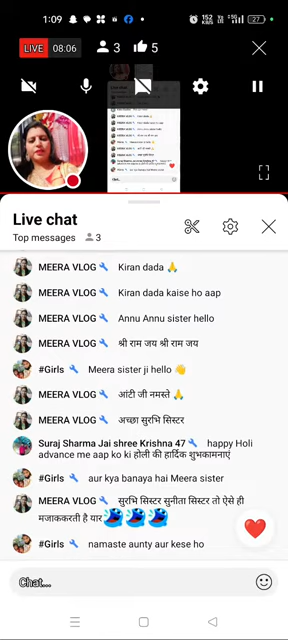 1:09
152
27
LIVE 08:06 3 5
Live chat
Top messages 3
MEERA VLOG Kiran dada 🙏
MEERA VLOG Kiran dada kaise ho aap
MEERA VLOG Annu Annu sister hello
MEERA VLOG श्री राम जय श्री राम जय
#Girls Meera sister ji hello 👋
MEERA VLOG आंटी जी नमस्ते 🙏
MEERA VLOG अच्छा सुरभि सिस्टर
Suraj Sharma Jai shree Krishna 47 happy Holi
advance me aap ko ki होली की हार्दिक शुभकामनाएं
#Girls aur kya banaya hai Meera sister
MEERA VLOG सुरभि सिस्टर सुनीता सिस्टर तो ऐसे ही
मजाककरती है यार
#Girls namaste aunty aur kese ho
Chat...